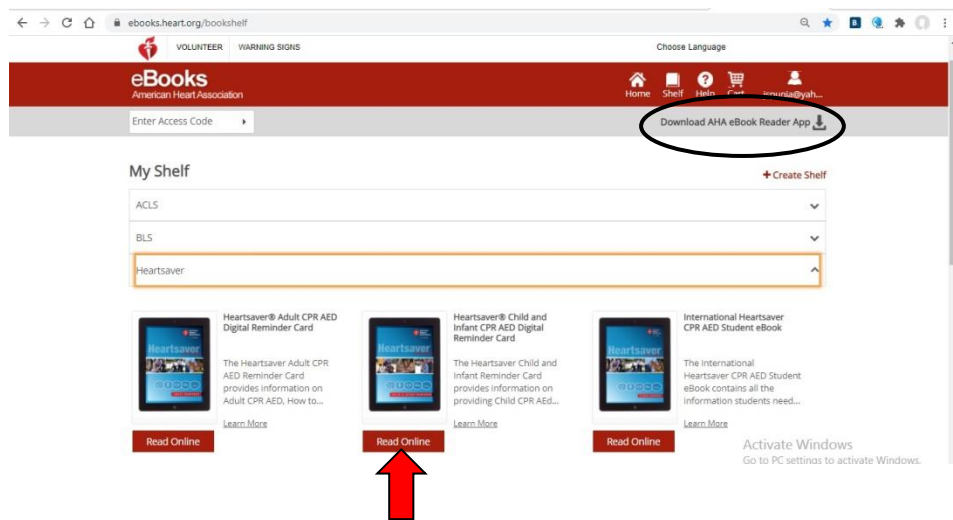 ebooks.heart.org/bookshelf
VOLUNTEER WARNING SIGNS Choose Language
eBooks
American Heart Association
Home Shelf Help Cart
Enter Access Code Download AHA eBook Reader App
My Shelf + Create Shelf
ACLS
BLS
Heartsaver
Heartsaver® Adult CPR AED
Digital Reminder Card
The Heartsaver Adult CPR
AED Reminder Card
provides information on
Adult CPR AED, How to...
Learn More
Heartsaver
Read Online
Heartsaver® Child and
Infant CPR AED Digital
Reminder Card
The Heartsaver Child and
Infant Reminder Card
provides information on
providing Child CPR AEd...
Learn More
Heartsaver
Read Online
International Heartsaver
CPR AED Student eBook
The International
Heartsaver CPR AED Student
eBook contains all the
information students need...
Learn More
Heartsaver
Read Online
Activate Windows
Go to PC settings to activate Windows.